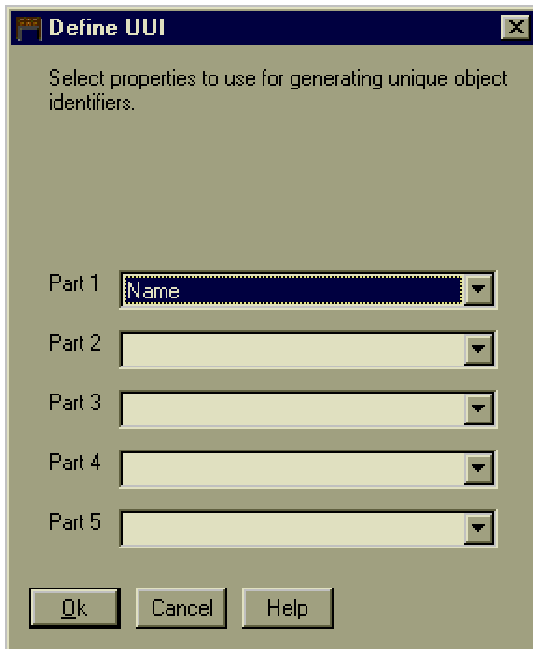 Define UUI
Select properties to use for generating unique object
identifiers.
Part 1 Name
Part 2
Part 3
Part 4
Part 5
Ok Cancel Help